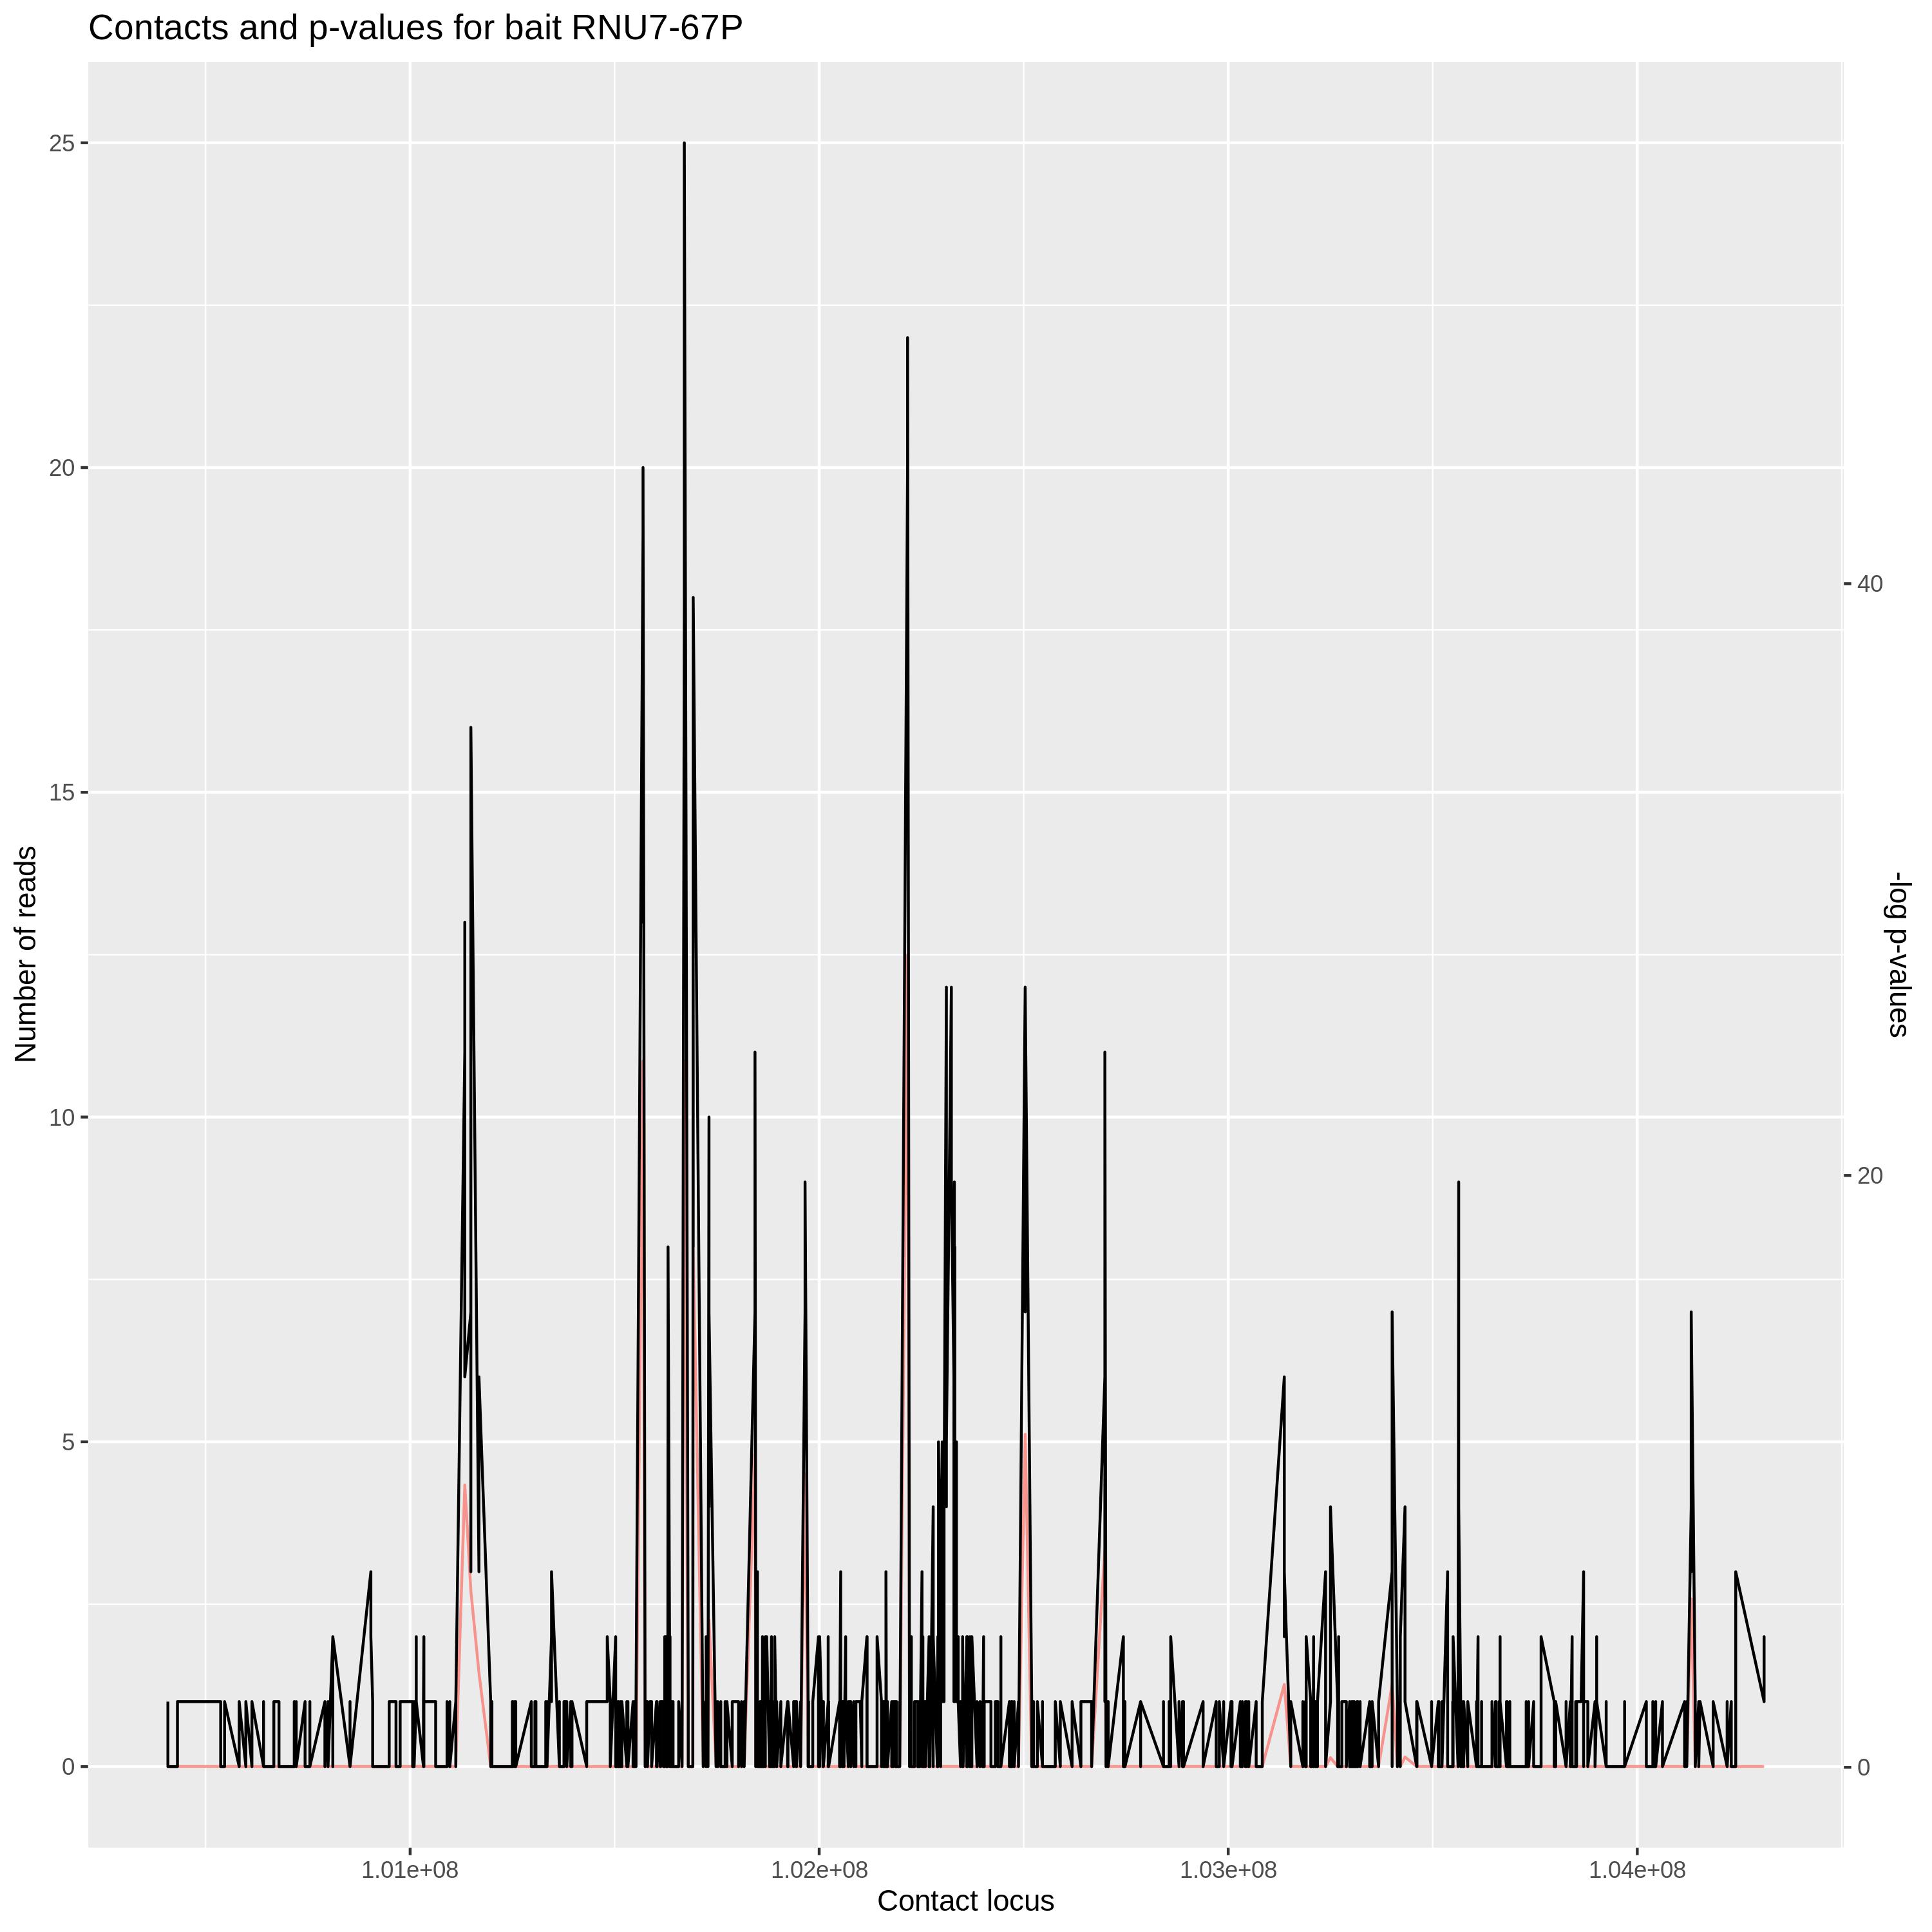 Contacts and p-values for bait RNU7-67P
25
20
15
10
5
0
Number of reads
40
20
0
-log p-values
1.01e+08
1.02e+08
1.03e+08
1.04e+08
Contact locus